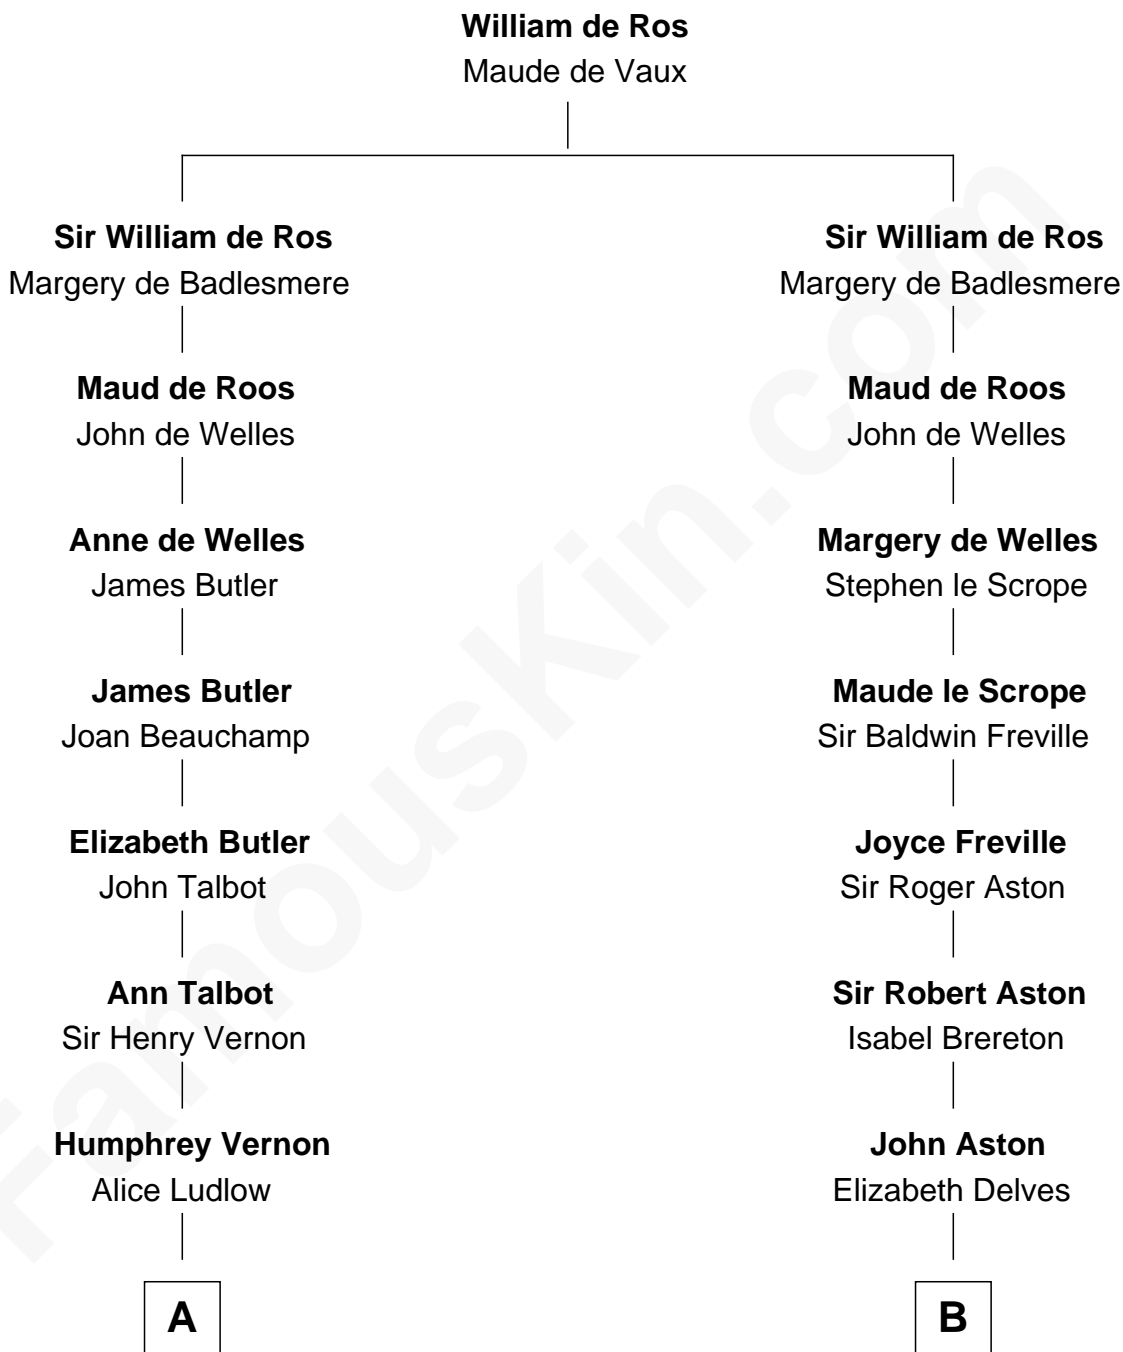 William de Ros
Maude de Vaux
Sir William de Ros
Margery de Badlesmere
Sir William de Ros
Margery de Badlesmere
Maud de Roos
John de Welles
Maud de Roos
John de Welles
Anne de Welles
James Butler
Margery de Welles
Stephen le Scrope
James Butler
Joan Beauchamp
Maude le Scrope
Sir Baldwin Freville
Elizabeth Butler
John Talbot
Joyce Freville
Sir Roger Aston
Ann Talbot
Sir Henry Vernon
Sir Robert Aston
Isabel Brereton
Humphrey Vernon
Alice Ludlow
John Aston
Elizabeth Delves
A
B
FamousKin.com